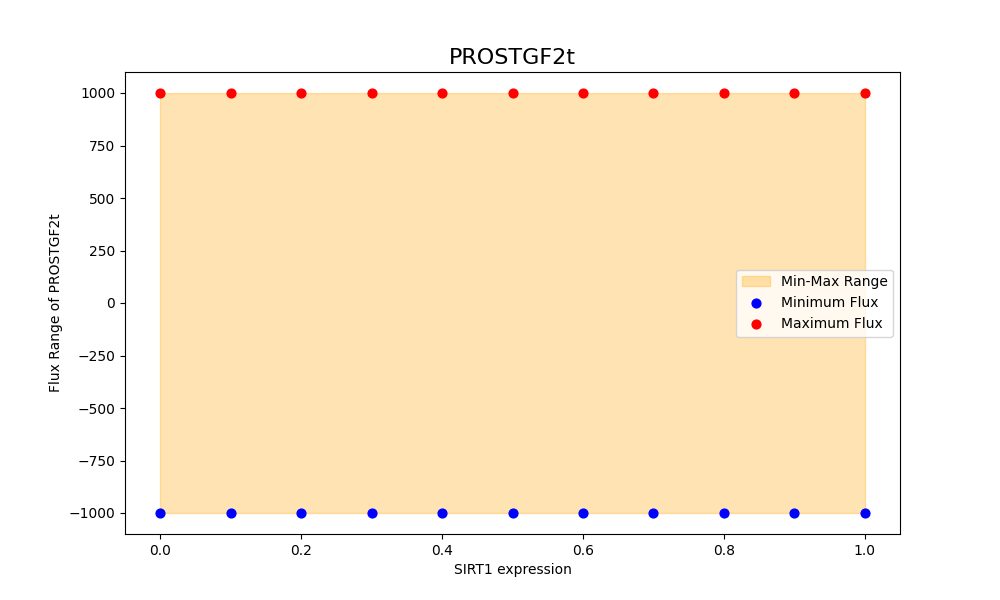 PROSTGF2t
Flux Range of PROSTGF2t
1000
750
500
250
0
−250
−500
−750
−1000
Min-Max Range
Minimum Flux
Maximum Flux
0.0 0.2 0.4 0.6 0.8 1.0
SIRT1 expression